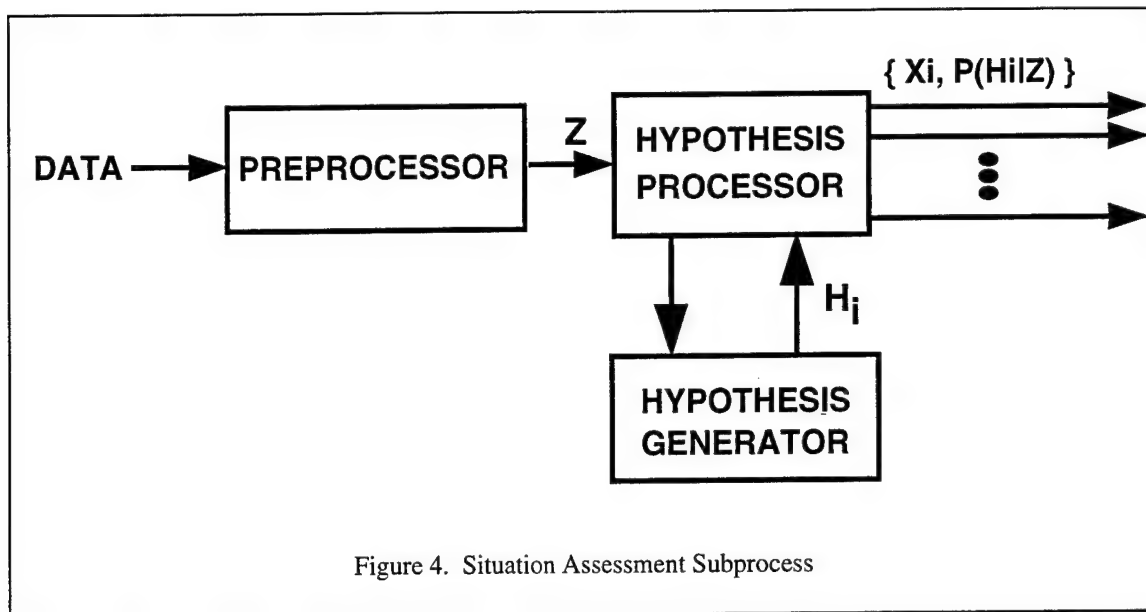 { Xi, P(Hi|Z) }
DATA
PREPROCESSOR
Z
HYPOTHESIS
PROCESSOR
Hi
HYPOTHESIS
GENERATOR
Figure 4. Situation Assessment Subprocess